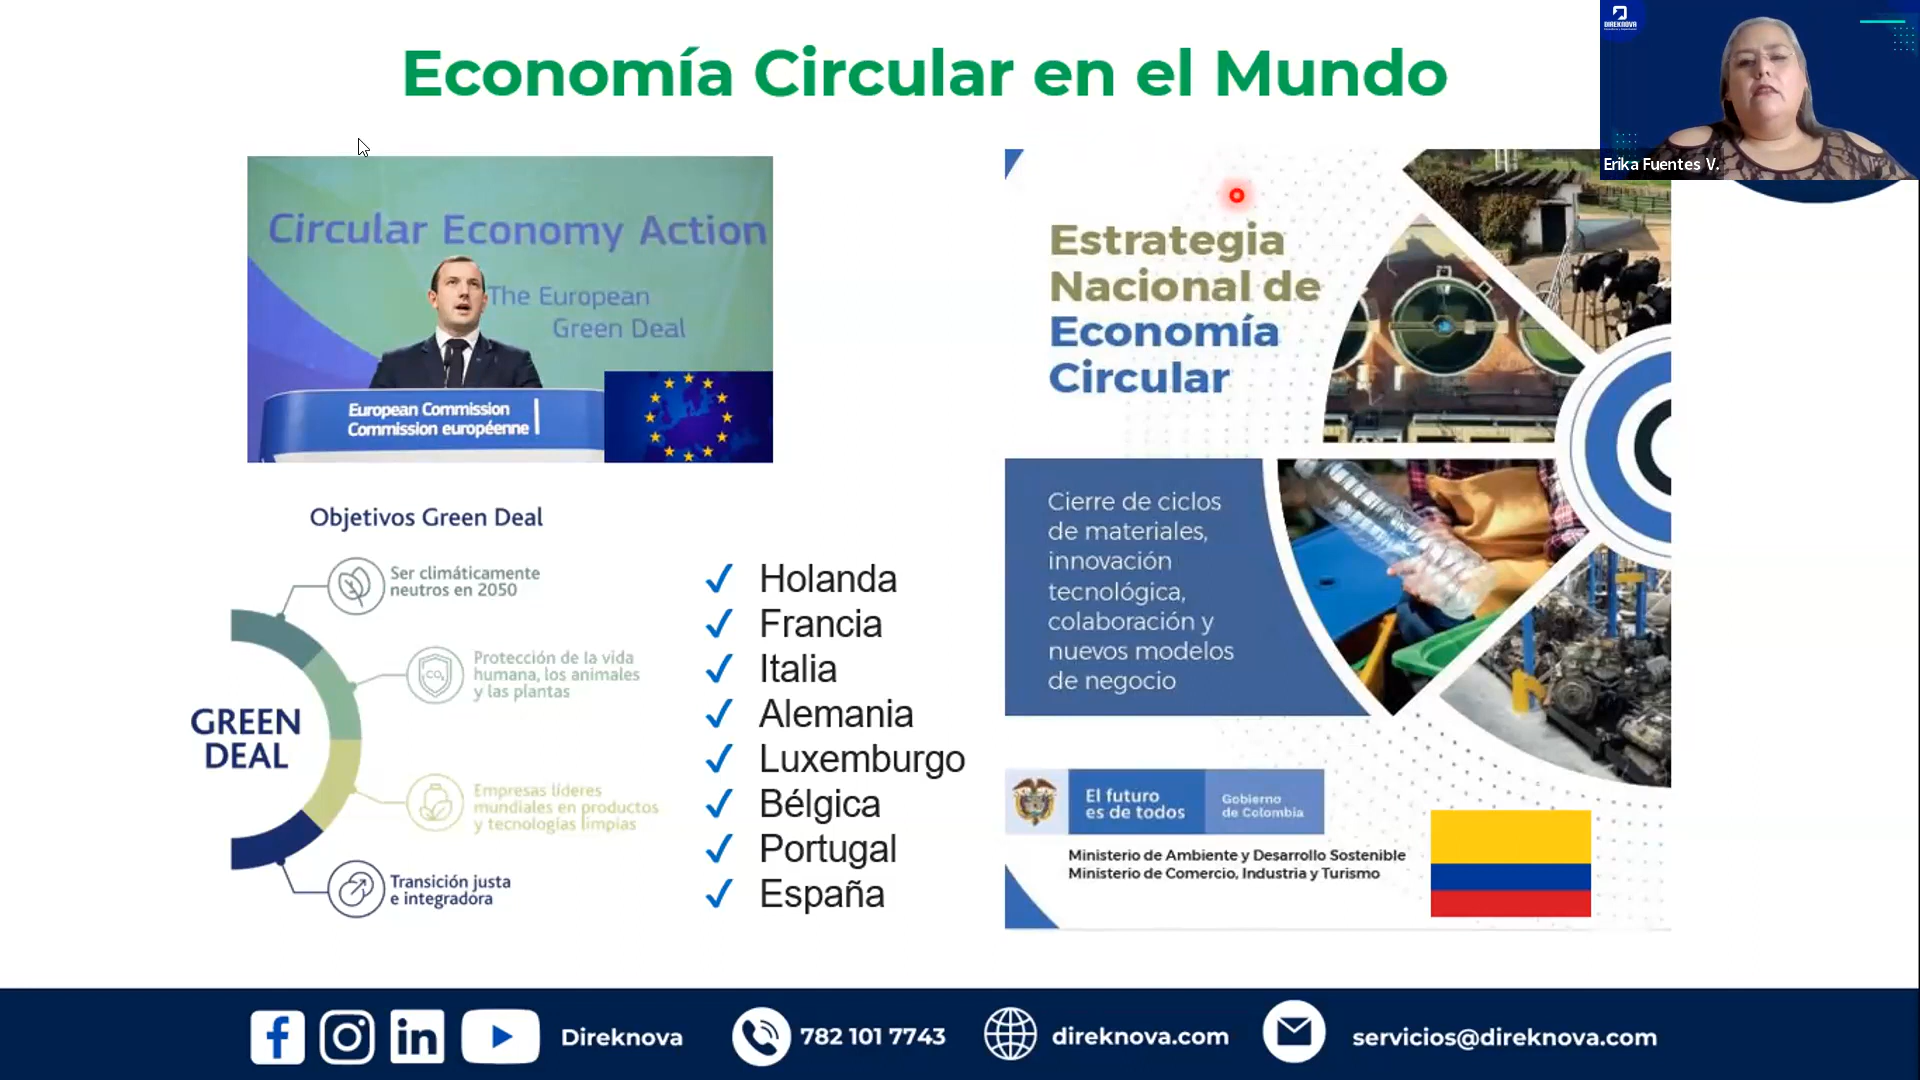 Economía Circular en el Mundo
DIREKNOVA
Erika Fuentes V.
Circular Economy Action
The European
Green Deal
European Commission
Commission européenne
Objetivos Green Deal
Ser climáticamente
neutros en 2050
CO₂
Protección de la vida
humana, los animales
y las plantas
GREEN
DEAL
Empresas líderes
mundiales en productos
y tecnologías limpias
Transición justa
e integradora
✓ Holanda
✓ Francia
✓ Italia
✓ Alemania
✓ Luxemburgo
✓ Bélgica
✓ Portugal
✓ España
Estrategia
Nacional de
Economía
Circular
Cierre de ciclos
de materiales,
innovación
tecnológica,
colaboración y
nuevos modelos
de negocio
El futuro
es de todos
Gobierno
de Colombia
Ministerio de Ambiente y Desarrollo Sostenible
Ministerio de Comercio, Industria y Turismo
Direknova
782 101 7743
direknova.com
servicios@direknova.com